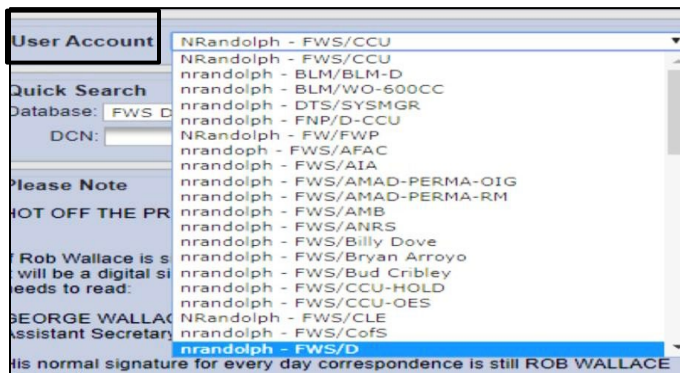 User Account NRandolph - FWS/CCU
NRandolph - FWS/CCU
nrandolph - BLM/BLM-D
nrandolph - BLM/WO-600CC
nrandolph - DTS/SYSMGR
nrandolph - FNP/D-CCU
NRandolph - FW/FWP
nrandoph - FWS/AFAC
nrandolph - FWS/AIA
nrandolph - FWS/AMAD-PERMA-OIG
nrandolph - FWS/AMAD-PERMA-RM
nrandolph - FWS/AMB
nrandolph - FWS/ANRS
nrandolph - FWS/Billy Dove
nrandolph - FWS/Bryan Arroyo
nrandolph - FWS/Bud Cribley
nrandolph - FWS/CCU-HOLD
nrandolph - FWS/CCU-OES
NRandolph - FWS/CLE
nrandolph - FWS/CofS
nrandolph - FWS/D
Quick Search
Database: FWS D
DCN:
Please Note
HOT OFF THE PR
f Rob Wallace is s
t will be a digital si
needs to read:
GEORGE WALLAC
Assistant Secretary
His normal signature for every day correspondence is still ROB WALLACE